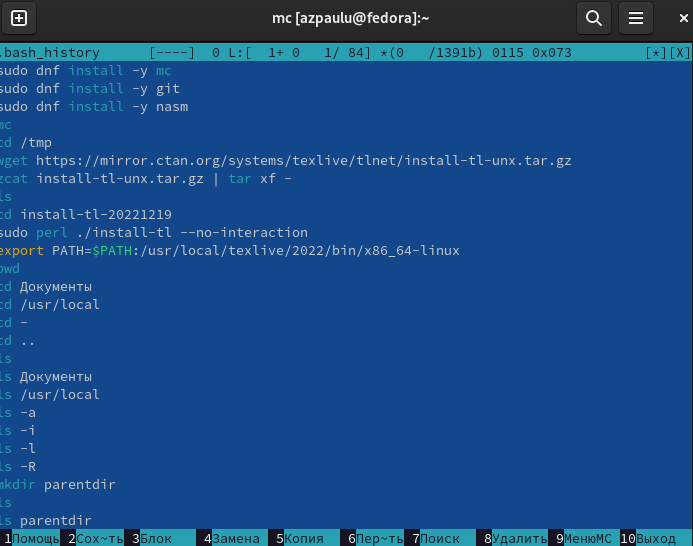 mc [azpaulu@fedora]:~
.bash_history [----] 0 L:[ 1+ 0 1/ 84] *(0 /1391b) 0115 0x073 [*][X]
sudo dnf install -y mc
sudo dnf install -y git
sudo dnf install -y nasm
mc
cd /tmp
wget https://mirror.ctan.org/systems/texlive/tlnet/install-tl-unx.tar.gz
zcat install-tl-unx.tar.gz | tar xf -
ls
cd install-tl-20221219
sudo perl ./install-tl --no-interaction
export PATH=$PATH:/usr/local/texlive/2022/bin/x86_64-linux
pwd
cd Документы
cd /usr/local
cd -
cd ..
ls
ls Документы
ls /usr/local
ls -a
ls -i
ls -l
ls -R
mkdir parentdir
ls
ls parentdir
1Помощь 2Сох~ть 3Блок 4Замена 5Копия 6Пер~ть 7Поиск 8Удалить 9МенюMC 10Выход